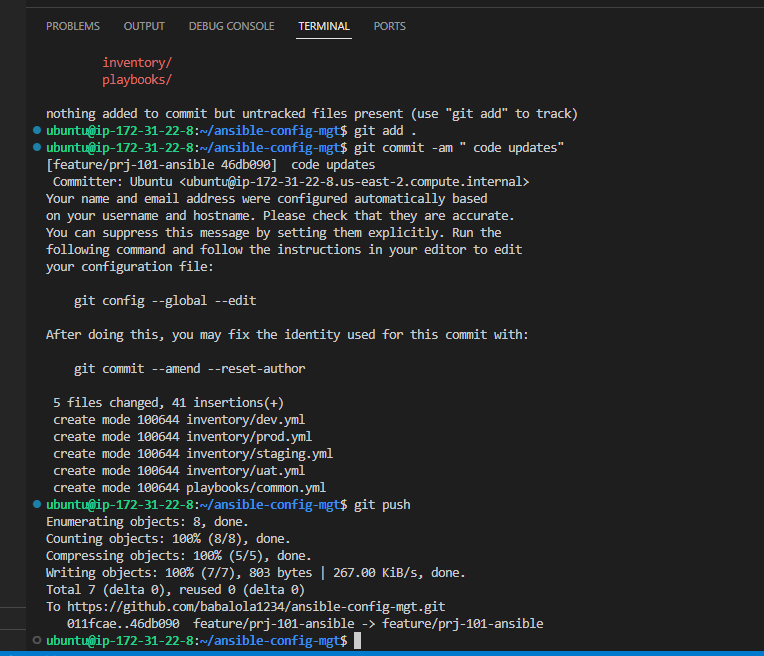 PROBLEMS OUTPUT DEBUG CONSOLE TERMINAL PORTS
inventory/
playbooks/
nothing added to commit but untracked files present (use "git add" to track)
ubuntu@ip-172-31-22-8:~/ansible-config-mgt$ git add .
ubuntu@ip-172-31-22-8:~/ansible-config-mgt$ git commit -am " code updates"
[feature/prj-101-ansible 46db090]  code updates
 Committer: Ubuntu <ubuntu@ip-172-31-22-8.us-east-2.compute.internal>
Your name and email address were configured automatically based
on your username and hostname. Please check that they are accurate.
You can suppress this message by setting them explicitly. Run the
following command and follow the instructions in your editor to edit
your configuration file:
    git config --global --edit
After doing this, you may fix the identity used for this commit with:
    git commit --amend --reset-author
 5 files changed, 41 insertions(+)
 create mode 100644 inventory/dev.yml
 create mode 100644 inventory/prod.yml
 create mode 100644 inventory/staging.yml
 create mode 100644 inventory/uat.yml
 create mode 100644 playbooks/common.yml
ubuntu@ip-172-31-22-8:~/ansible-config-mgt$ git push
Enumerating objects: 8, done.
Counting objects: 100% (8/8), done.
Compressing objects: 100% (5/5), done.
Writing objects: 100% (7/7), 803 bytes | 267.00 KiB/s, done.
Total 7 (delta 0), reused 0 (delta 0)
To https://github.com/babalola1234/ansible-config-mgt.git
   011fcae..46db090  feature/prj-101-ansible -> feature/prj-101-ansible
ubuntu@ip-172-31-22-8:~/ansible-config-mgt$